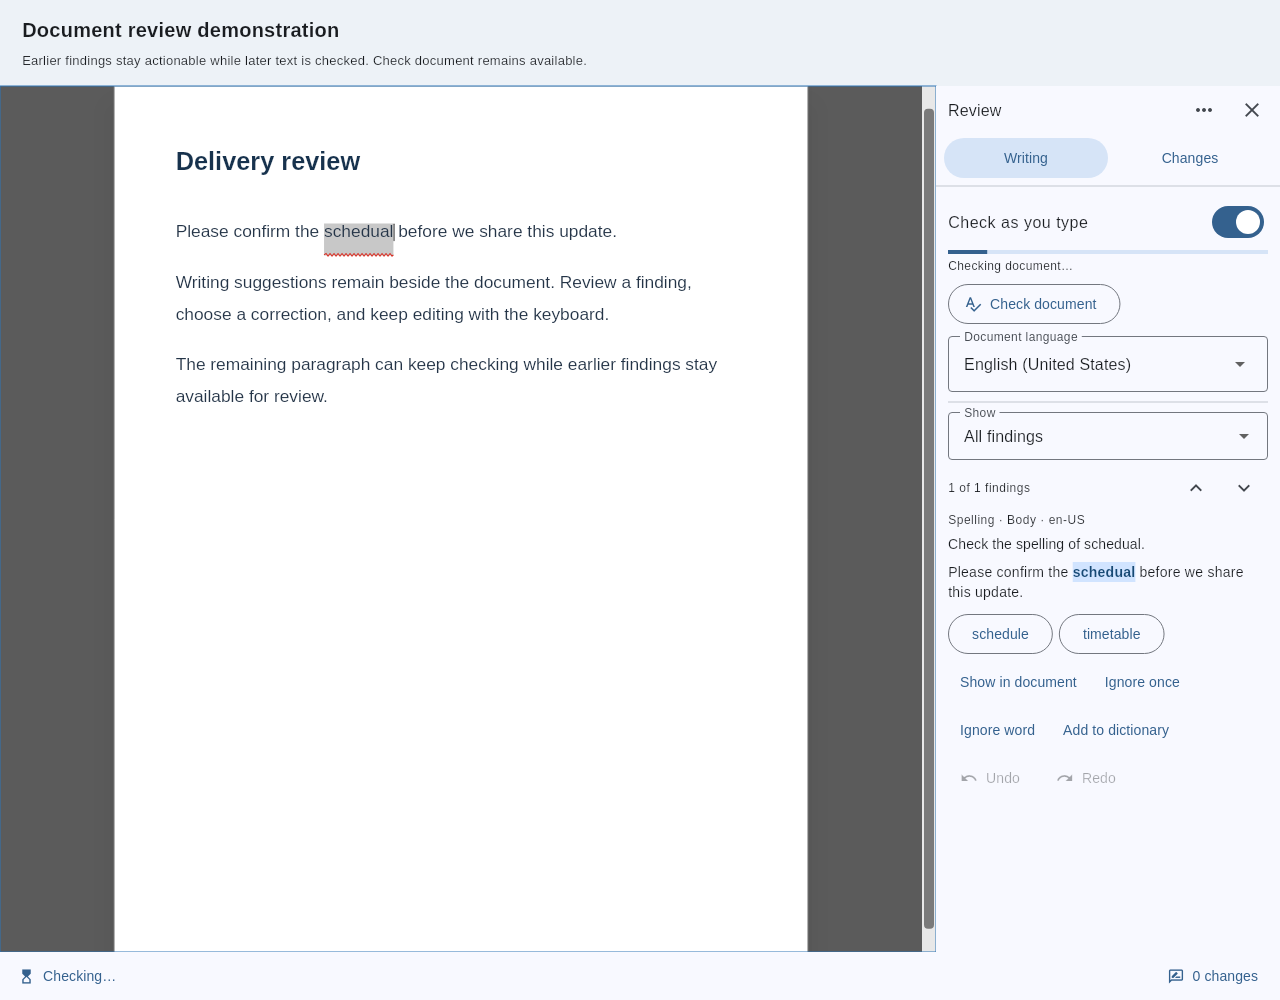 Document review demonstration
Earlier findings stay actionable while later text is checked. Check document remains available.
Delivery review
Please confirm the schedual before we share this update.
Writing suggestions remain beside the document. Review a finding,
choose a correction, and keep editing with the keyboard.
The remaining paragraph can keep checking while earlier findings stay
available for review.
Review
Writing
Changes
Check as you type
Checking document…
Check document
Document language
English (United States)
Show
All findings
1 of 1 findings
Spelling · Body · en-US
Check the spelling of schedual.
Please confirm the schedual before we share
this update.
schedule
timetable
Show in document
Ignore once
Ignore word
Add to dictionary
Undo
Redo
Checking…
0 changes